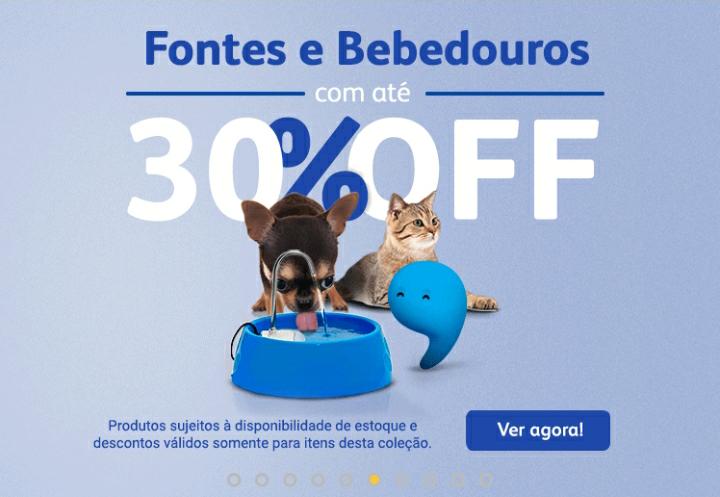 Fontes e Bebedouros
com até
30%OFF
Produtos sujeitos à disponibilidade de estoque e
descontos válidos somente para itens desta coleção.
Ver agora!